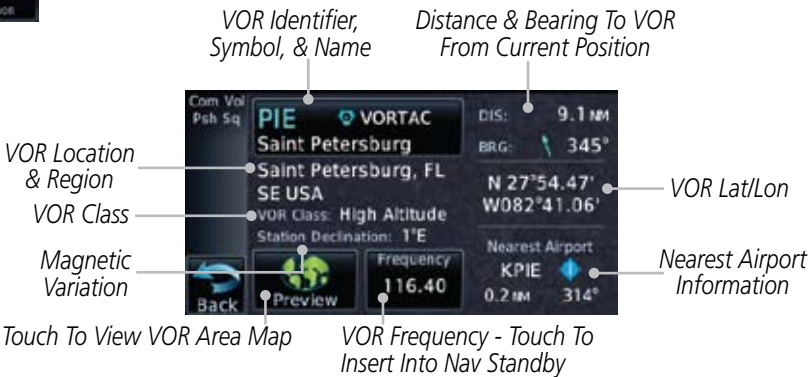 VOR Identifier,
Symbol, & Name
Distance & Bearing To VOR
From Current Position
Com Vol
Psh Sq
PIE VORTAC
Saint Petersburg
DIS: 9.1 NM
BRG: 345°
VOR Location
& Region
Saint Petersburg, FL
SE USA
N 27°54.47'
W082°41.06'
VOR Lat/Lon
VOR Class
VOR Class: High Altitude
Station Declination: 1°E
Magnetic
Variation
Nearest Airport
KPIE
0.2 NM 314°
Nearest Airport
Information
Back
Preview
Frequency
116.40
Touch To View VOR Area Map
VOR Frequency - Touch To
Insert Into Nav Standby